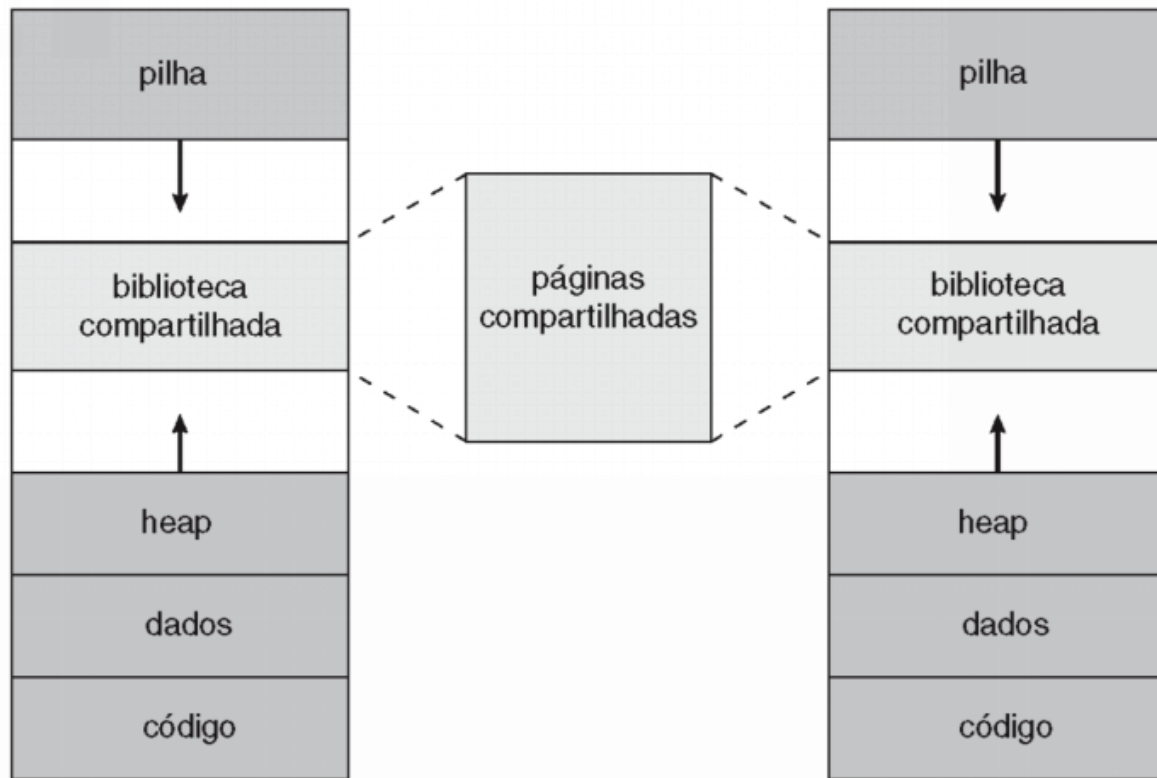 pilha
biblioteca
compartilhada
heap
dados
código
páginas
compartilhadas
pilha
biblioteca
compartilhada
heap
dados
código